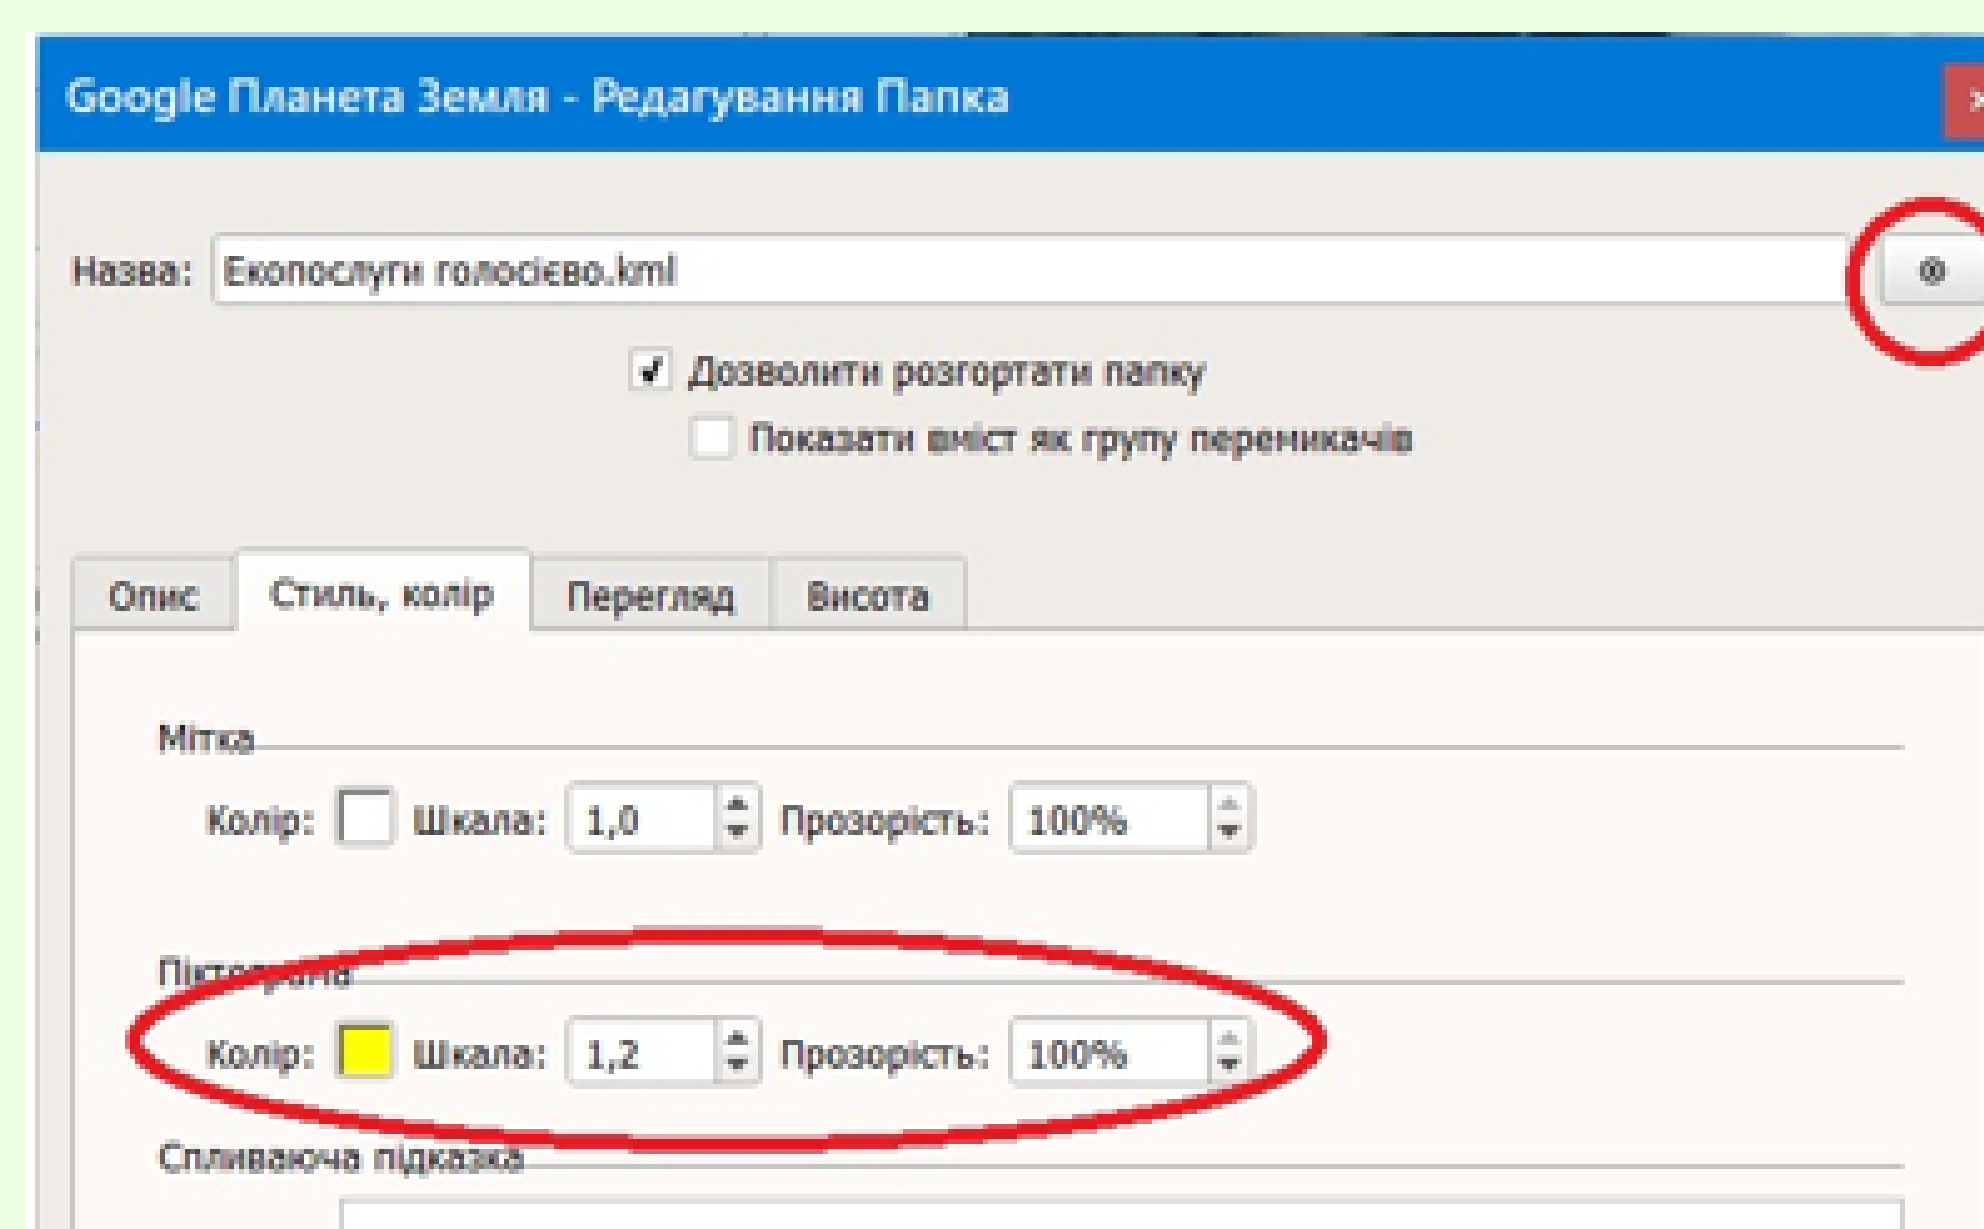 Google Планета Земля - Редагування Папка
Назва: Екопослуги голосієво.kml
Дозволити розгортати папку
Показати вміст як групу перемикачів
Опис Стиль, колір Перегляд Висота
Мітка
Колір: Шкала: 1,0 Прозорість: 100%
Піктограма
Колір: Шкала: 1,2 Прозорість: 100%
Спливаюча підказка